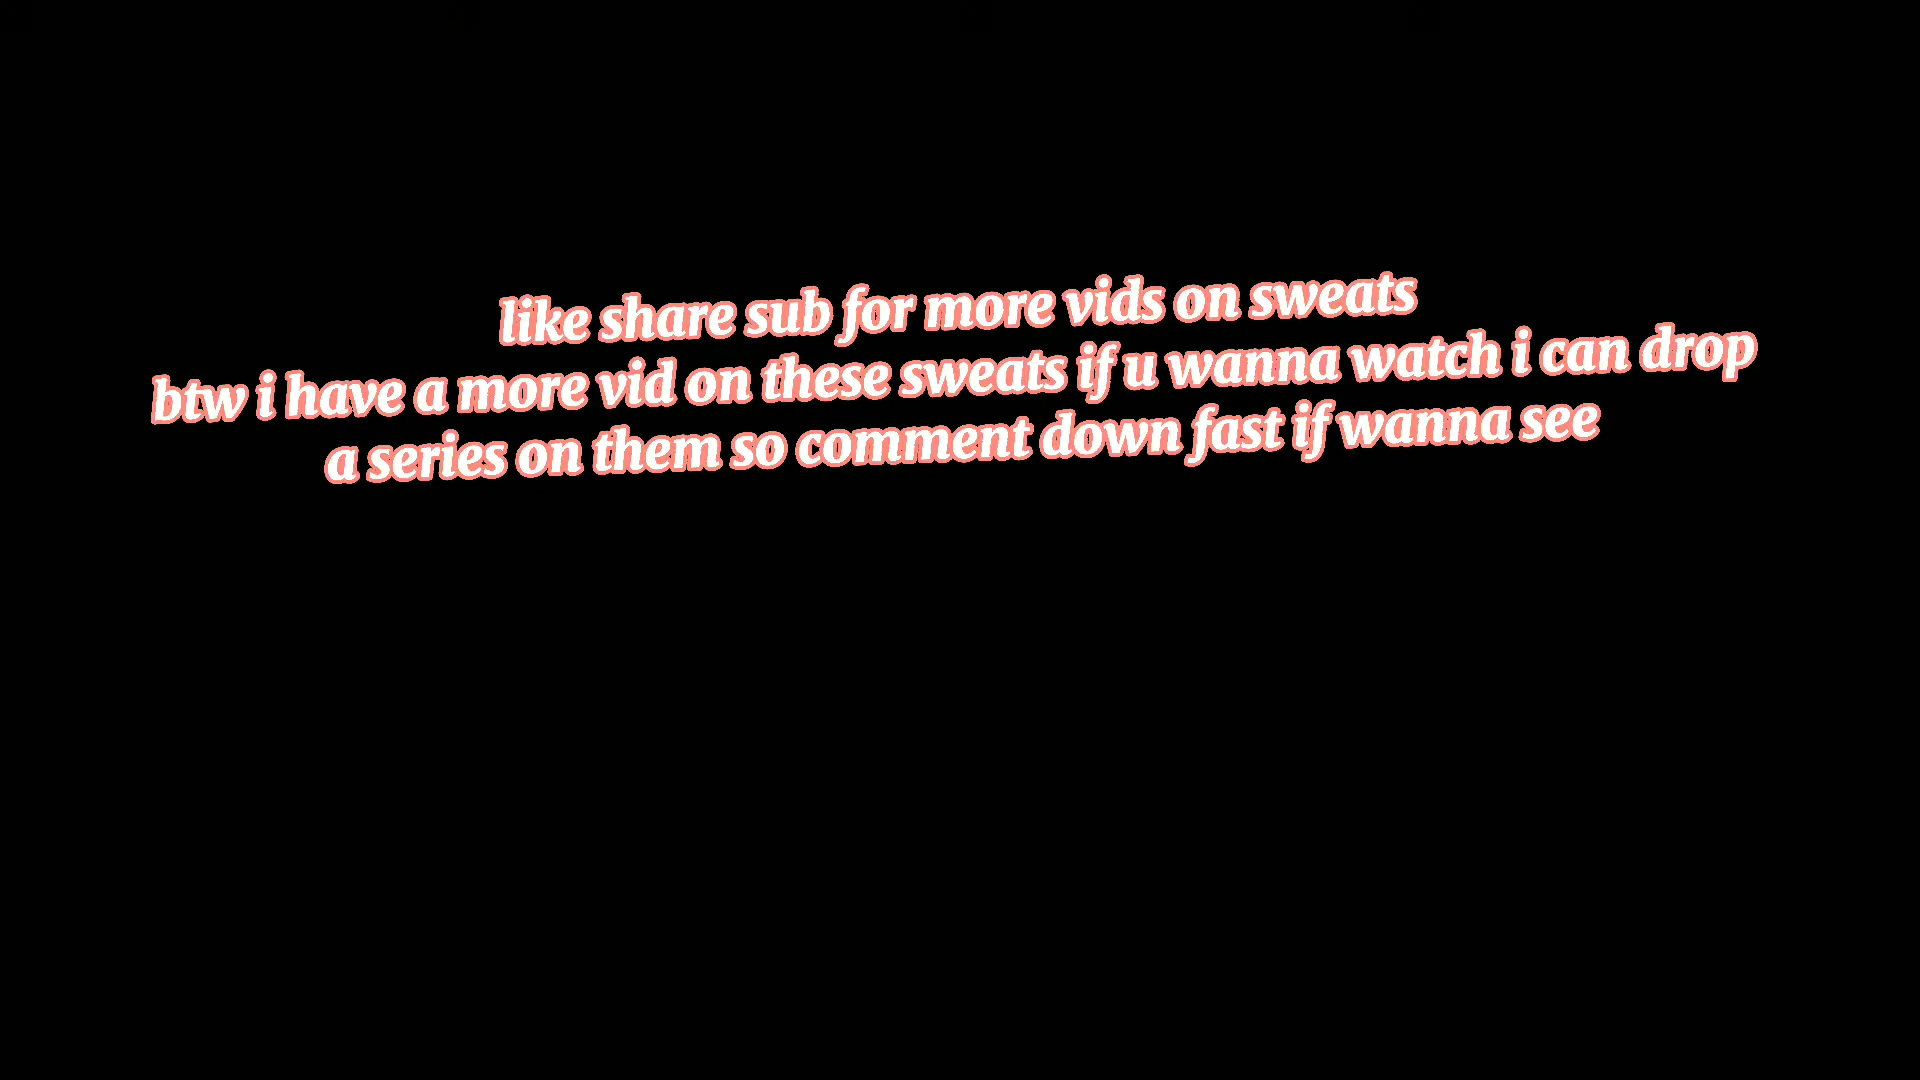 like share sub for more vids on sweats
btw i have a more vid on these sweats if u wanna watch i can drop
a series on them so comment down fast if wanna see